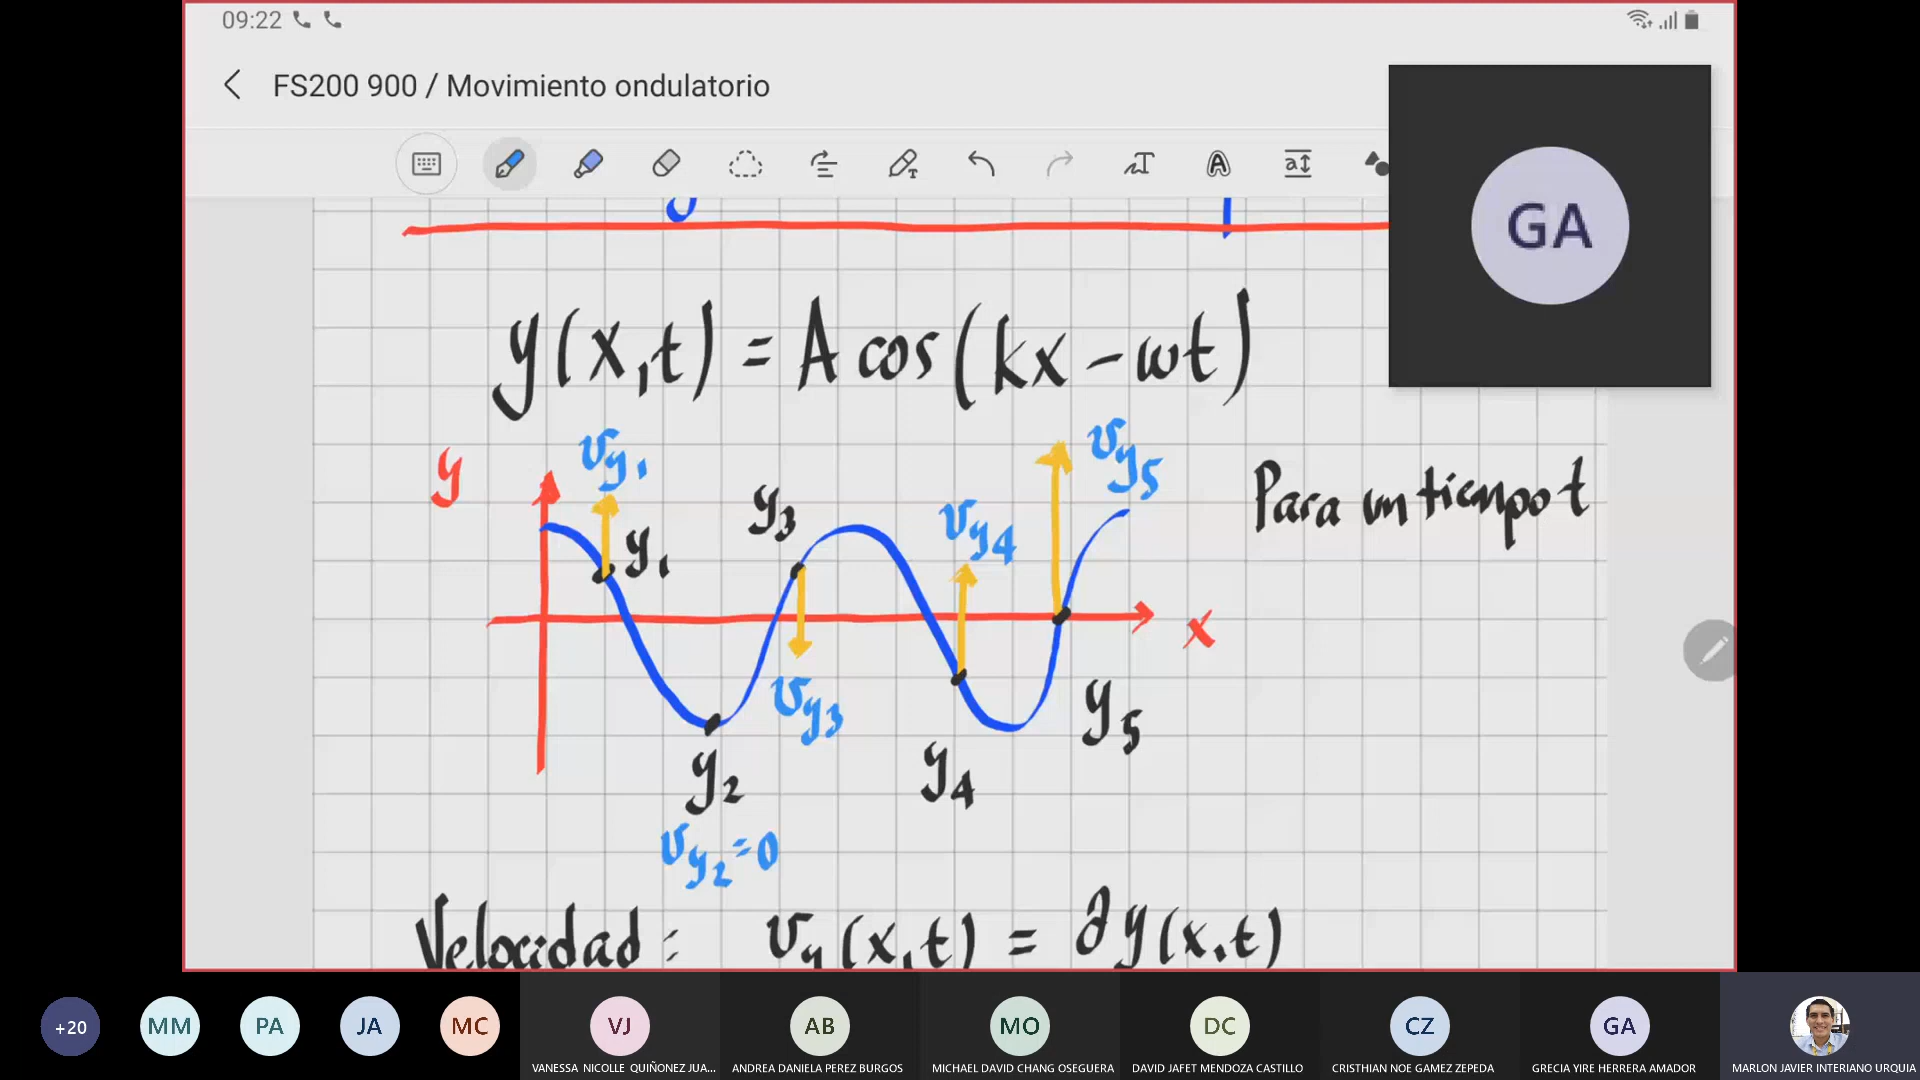 09:22
FS200 900 / Movimiento ondulatorio
GA
y(x,t) = A cos(kx - ωt)
y
vy1
y1
y3
vy4
vy5
Para un tiempo t
x
vy3
y2
y4
y5
vy2 = 0
Velocidad: vy(x,t) = ∂y(x,t)
+20
MM
PA
JA
MC
VJ
AB
MO
DC
CZ
GA
VANESSA NICOLLE QUIÑONEZ JUA...
ANDREA DANIELA PEREZ BURGOS
MICHAEL DAVID CHANG OSEGUERA
DAVID JAFET MENDOZA CASTILLO
CRISTHIAN NOE GAMEZ ZEPEDA
GRECIA YIRE HERRERA AMADOR
MARLON JAVIER INTERIANO URQUIA